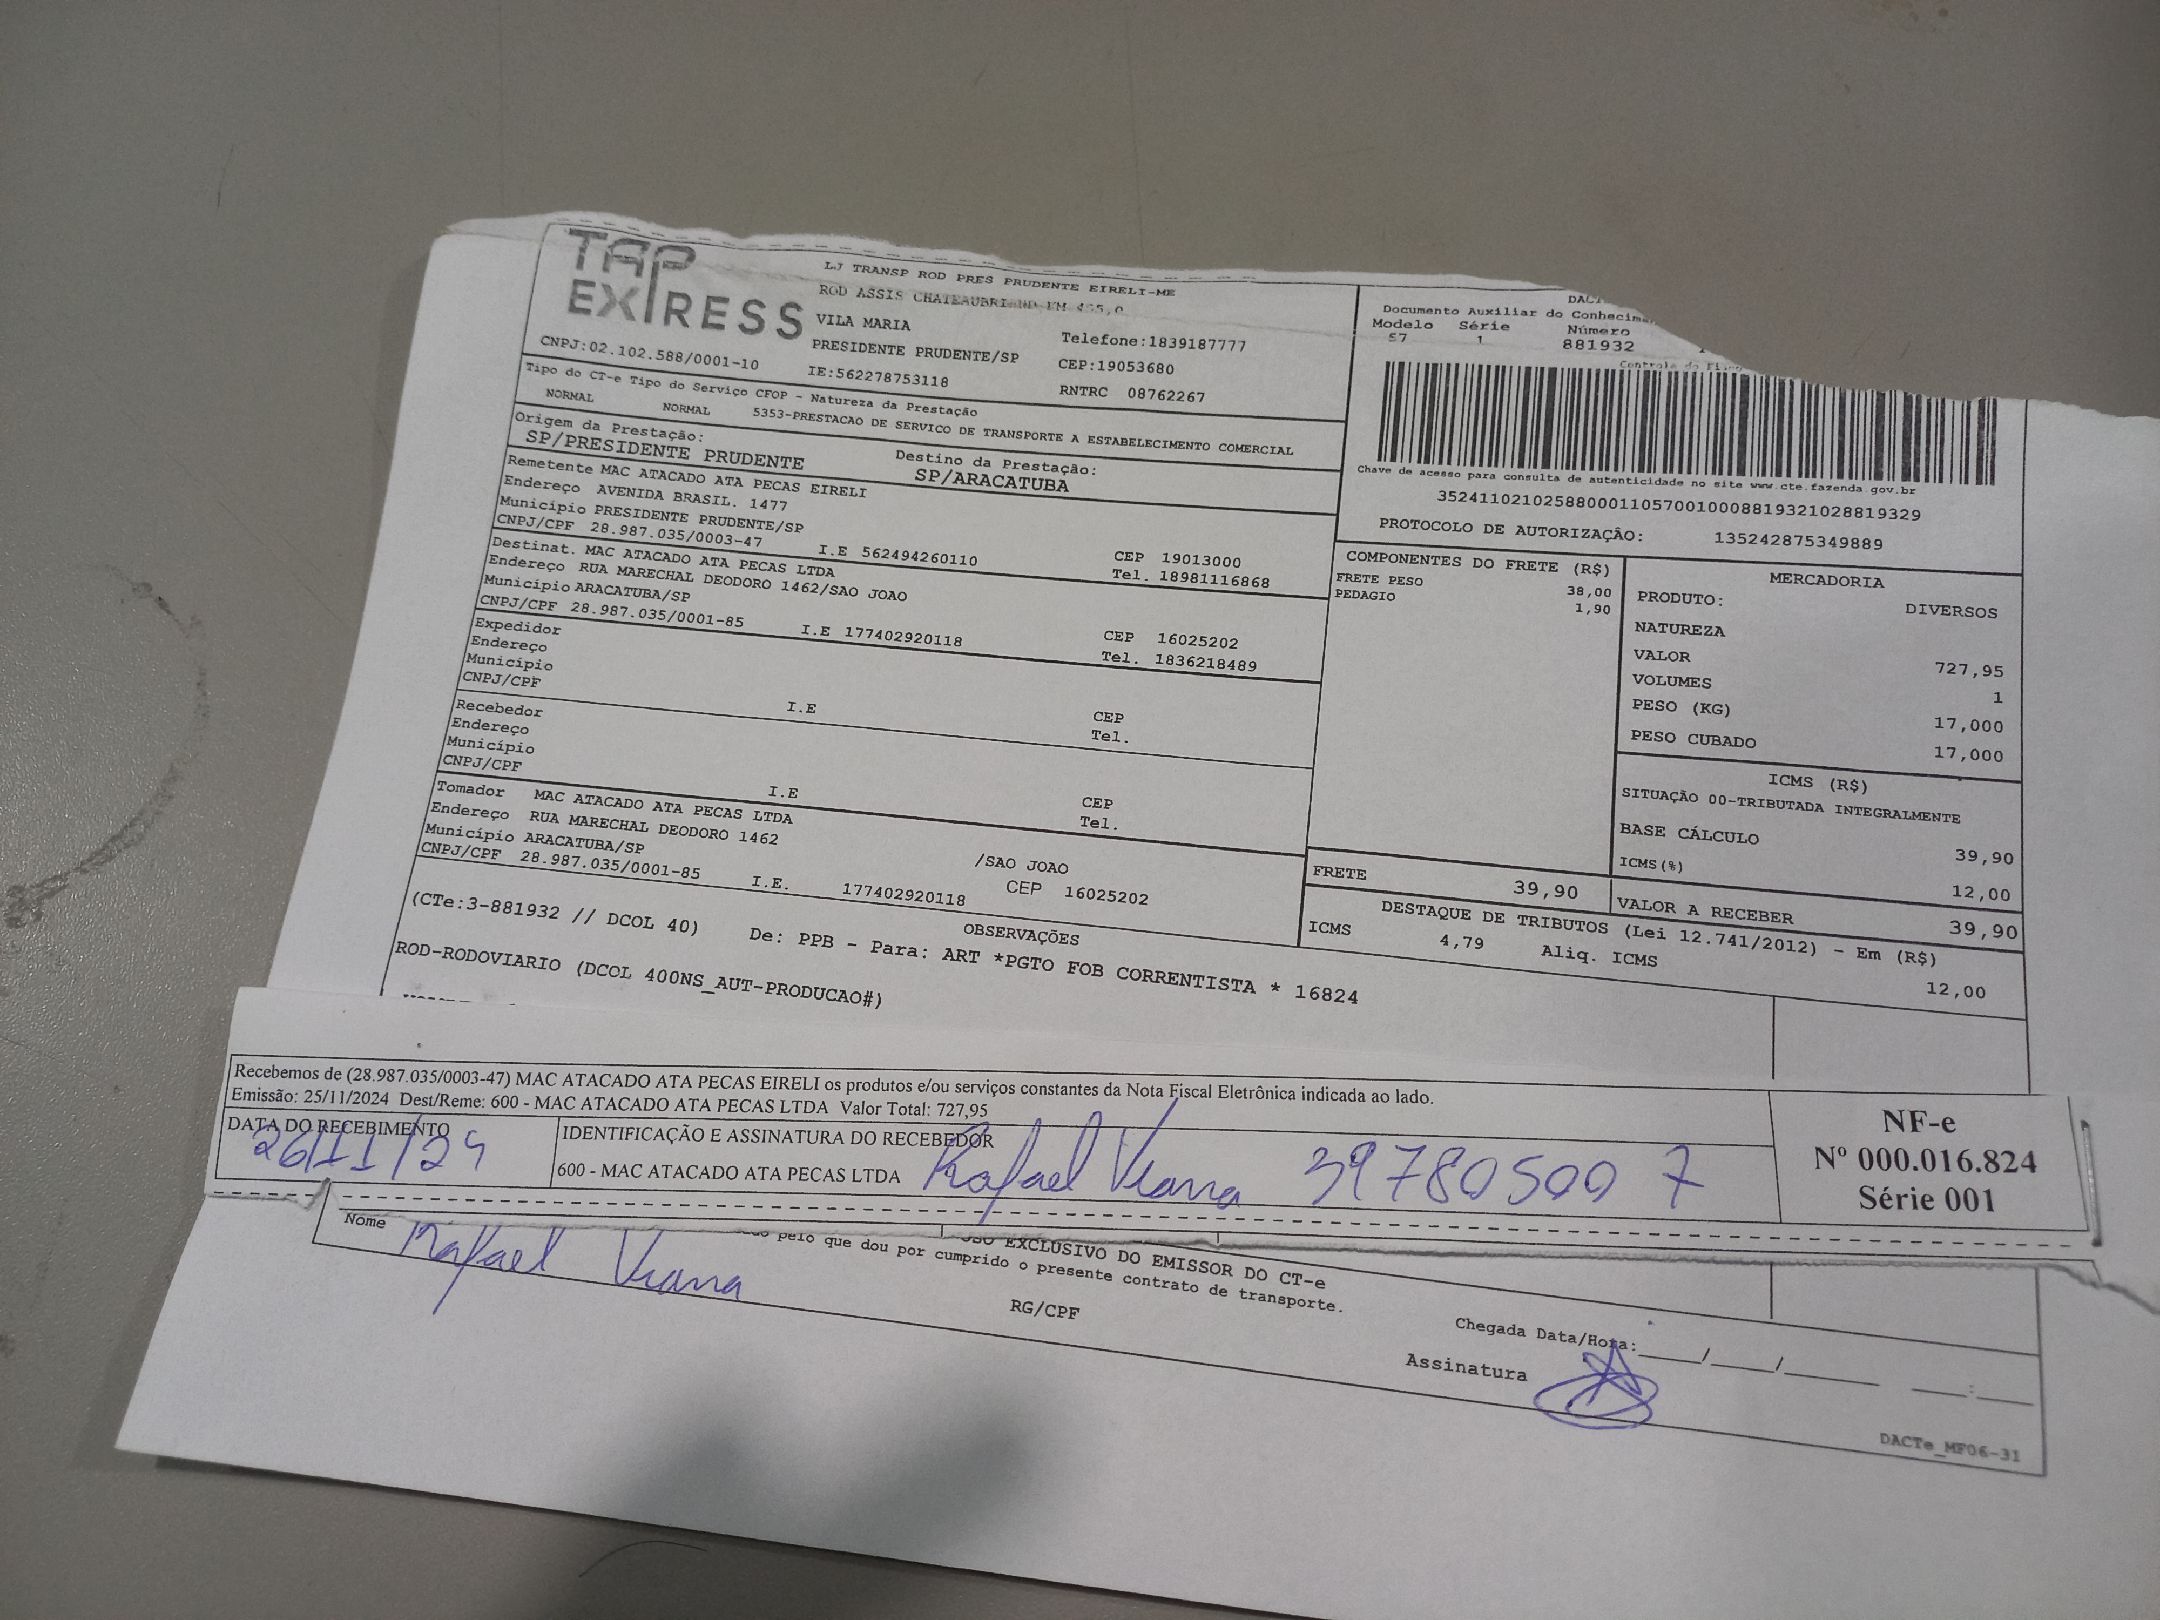 TAP
EXPRESS
CNPJ:02.102.588/0001-10
LJ TRANSP ROD PRES PRUDENTE EIRELI-ME
ROD ASSIS CHATEAUBRIAND KM 455,0
VILA MARIA
Telefone:1839187777
PRESIDENTE PRUDENTE/SP
CEP:19053680
IE:562278753118
RNTRC 08762267
Tipo do CT-e Tipo do Serviço CFOP - Natureza da Prestação
NORMAL NORMAL 5353-PRESTACAO DE SERVICO DE TRANSPORTE A ESTABELECIMENTO COMERCIAL
Origem da Prestação:
SP/PRESIDENTE PRUDENTE
Destino da Prestação:
SP/ARACATUBA
Remetente MAC ATACADO ATA PECAS EIRELI
Endereço AVENIDA BRASIL. 1477
Município PRESIDENTE PRUDENTE/SP
CEP 19013000
CNPJ/CPF 28.987.035/0003-47 I.E 562494260110 Tel. 18981116868
Destinat. MAC ATACADO ATA PECAS LTDA
Endereço RUA MARECHAL DEODORO 1462/SAO JOAO
Município ARACATUBA/SP
CEP 16025202
CNPJ/CPF 28.987.035/0001-85 I.E 177402920118 Tel. 1836218489
Expedidor
Endereço
Município
CEP
CNPJ/CPF I.E Tel.
Recebedor
Endereço
Município
CEP
CNPJ/CPF I.E Tel.
Tomador MAC ATACADO ATA PECAS LTDA
Endereço RUA MARECHAL DEODORO 1462 /SAO JOAO
Município ARACATUBA/SP CEP 16025202
CNPJ/CPF 28.987.035/0001-85 I.E. 177402920118
OBSERVAÇÕES
(CTe:3-881932 // DCOL 40) De: PPB - Para: ART *PGTO FOB CORRENTISTA * 16824
ROD-RODOVIARIO (DCOL 400NS_AUT-PRODUCAO#)
Documento Auxiliar do
Modelo Série Número
57 1 881932
Chave de acesso para consulta de autenticidade no site www.cte.fazenda.gov.br
35241102102588000110570010008819321028819329
PROTOCOLO DE AUTORIZAÇÂO: 135242875349889
COMPONENTES DO FRETE (R$)
FRETE PESO 38,00
PEDAGIO 1,90
FRETE 39,90
MERCADORIA
PRODUTO: DIVERSOS
NATUREZA
VALOR 727,95
VOLUMES 1
PESO (KG) 17,000
PESO CUBADO 17,000
ICMS (R$)
SITUAÇÃO 00-TRIBUTADA INTEGRALMENTE
BASE CÁLCULO 39,90
ICMS(%) 12,00
VALOR A RECEBER 39,90
DESTAQUE DE TRIBUTOS (Lei 12.741/2012) - Em (R$)
ICMS 4,79 Aliq. ICMS 12,00
Recebemos de (28.987.035/0003-47) MAC ATACADO ATA PECAS EIRELI os produtos e/ou serviços constantes da Nota Fiscal Eletrônica indicada ao lado.
Emissão: 25/11/2024 Dest/Reme: 600 - MAC ATACADO ATA PECAS LTDA Valor Total: 727,95
DATA DO RECEBIMENTO
26/11/24
IDENTIFICAÇÃO E ASSINATURA DO RECEBEDOR
600 - MAC ATACADO ATA PECAS LTDA Rafael Viana 39780500 7
NF-e
Nº 000.016.824
Série 001
USO EXCLUSIVO DO EMISSOR DO CT-e
pelo que dou por cumprido o presente contrato de transporte.
Nome Rafael Viana
RG/CPF
Chegada Data/Hora: / / :
Assinatura
DACTe_MF06-31